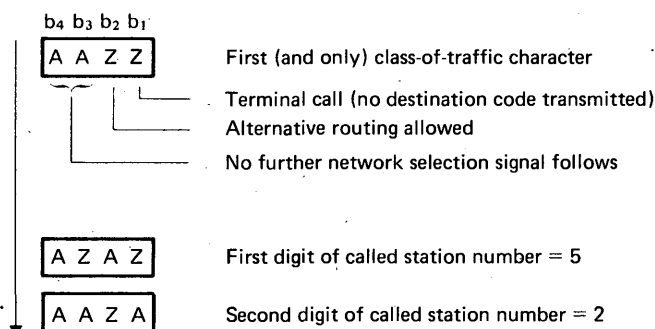 b4 b3 b2 b1
A A Z Z First (and only) class-of-traffic character
Terminal call (no destination code transmitted)
Alternative routing allowed
No further network selection signal follows
A Z A Z First digit of called station number = 5
A A Z A Second digit of called station number = 2